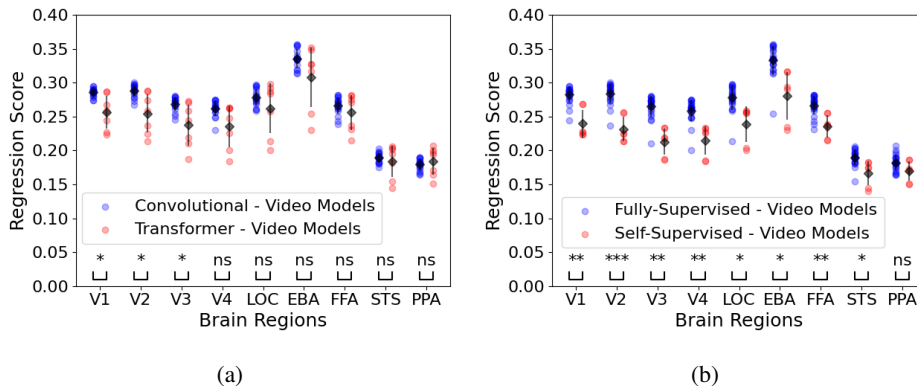 0.40
0.35
0.30
0.25
0.20
0.15
0.10
0.05
0.00
Regression Score
Convolutional - Video Models
Transformer - Video Models
* * * ns ns ns ns ns ns
V1 V2 V3 V4 LOC EBA FFA STS PPA
Brain Regions
(a)
0.40
0.35
0.30
0.25
0.20
0.15
0.10
0.05
0.00
Regression Score
Fully-Supervised - Video Models
Self-Supervised - Video Models
** *** ** ** * * ** * ns
V1 V2 V3 V4 LOC EBA FFA STS PPA
Brain Regions
(b)